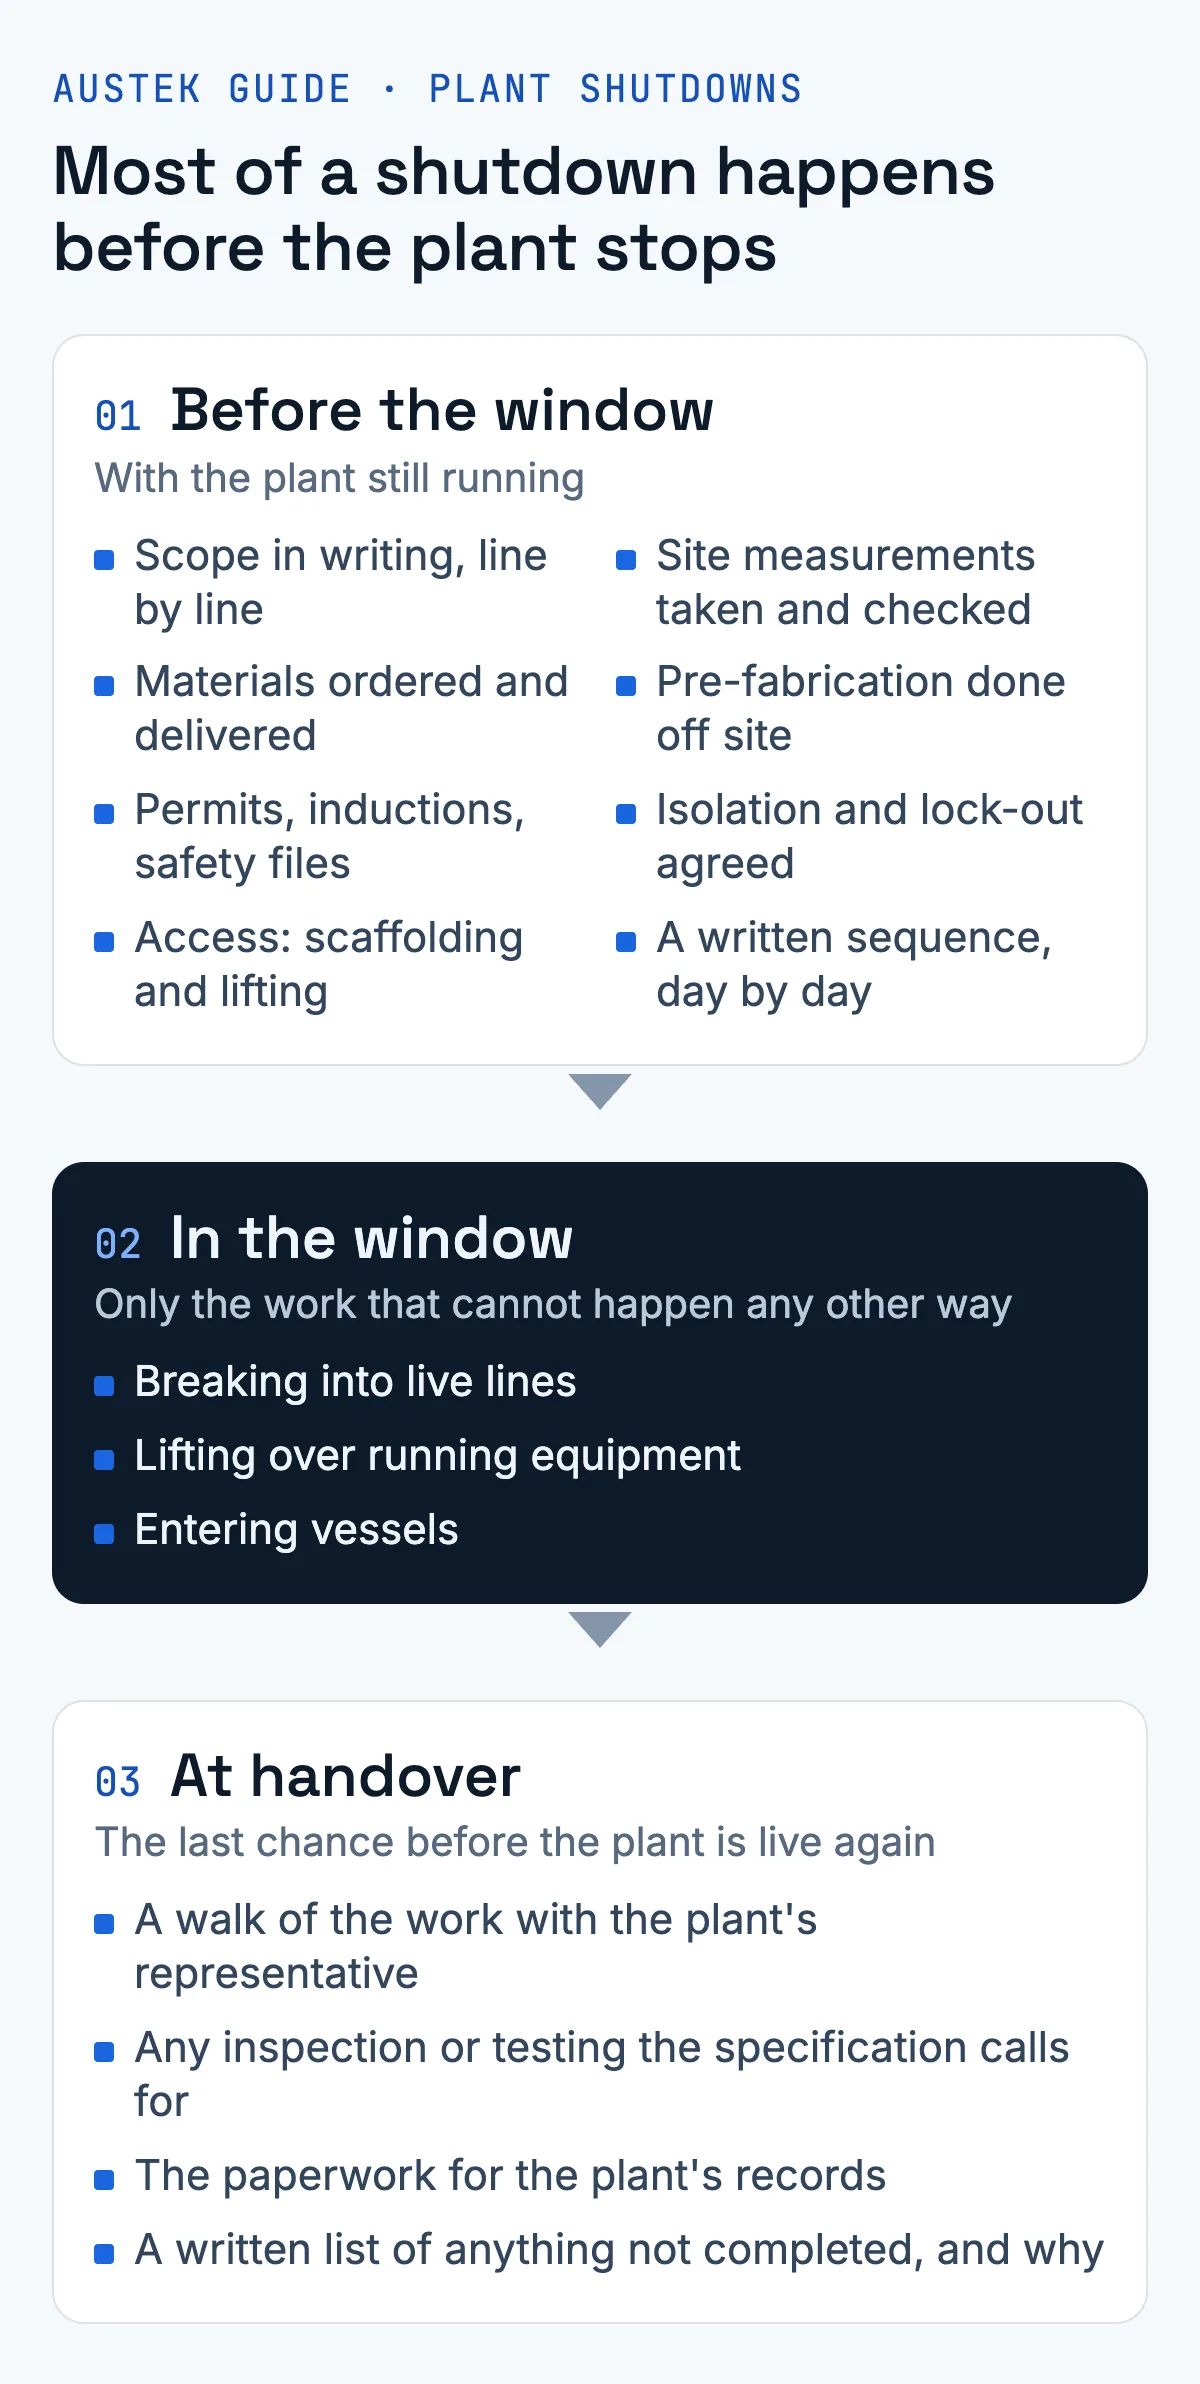 AUSTEK GUIDE · PLANT SHUTDOWNS
Most of a shutdown happens
before the plant stops
01 Before the window
With the plant still running
Scope in writing, line
by line
Materials ordered and
delivered
Permits, inductions,
safety files
Access: scaffolding
and lifting
Site measurements
taken and checked
Pre-fabrication done
off site
Isolation and lock-out
agreed
A written sequence,
day by day
02 In the window
Only the work that cannot happen any other way
Breaking into live lines
Lifting over running equipment
Entering vessels
03 At handover
The last chance before the plant is live again
A walk of the work with the plant's
representative
Any inspection or testing the specification calls
for
The paperwork for the plant's records
A written list of anything not completed, and why